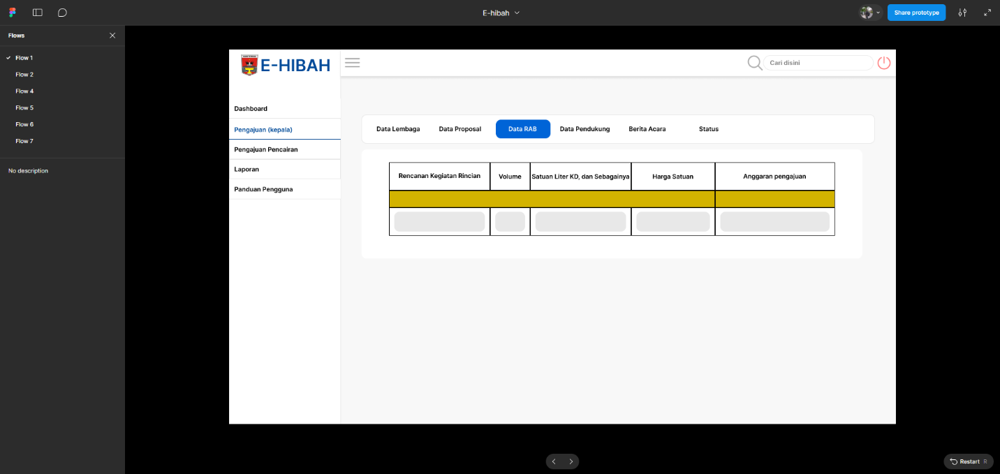 E-hibah
Share prototype
Flows
Flow 1
Flow 2
Flow 4
Flow 5
Flow 6
Flow 7
No description
E-HIBAH
Cari disini
Dashboard
Pengajuan (kepala)
Pengajuan Pencairan
Laporan
Panduan Pengguna
Data Lembaga
Data Proposal
Data RAB
Data Pendukung
Berita Acara
Status
Rencanan Kegiatan Rincian
Volume
Satuan Liter KD, dan Sebagainya
Harga Satuan
Anggaran pengajuan
Restart R